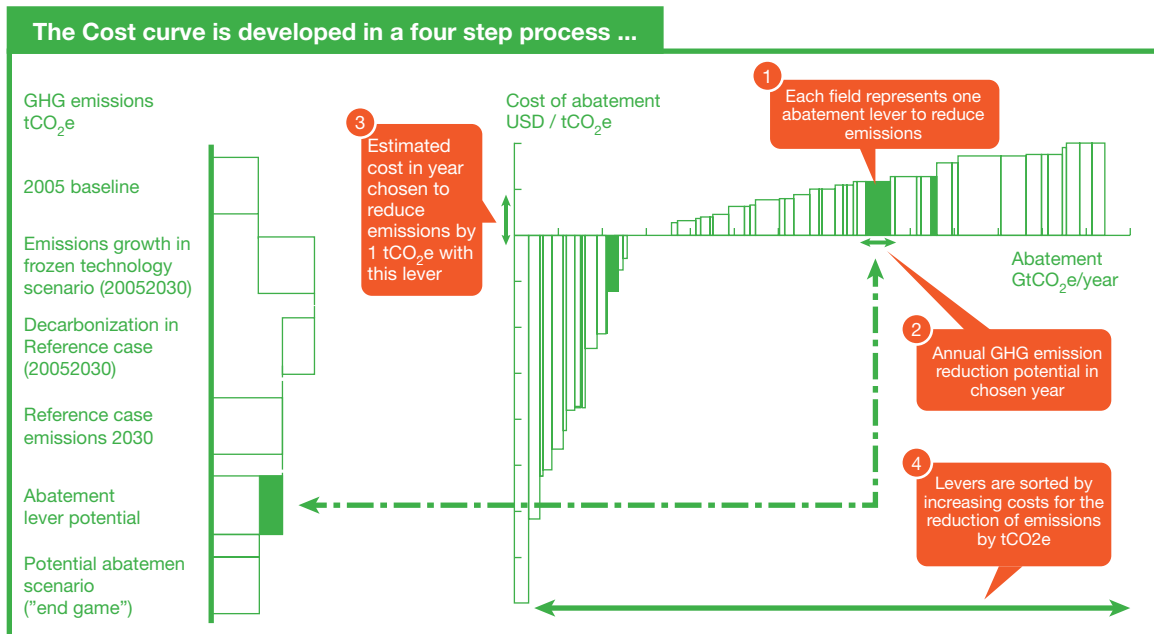 The Cost curve is developed in a four step process ...
GHG emissions
tCO₂e
2005 baseline
Emissions growth in
frozen technology
scenario (20052030)
Decarbonization in
Reference case
(20052030)
Reference case
emissions 2030
Abatement
lever potential
Potential abatemen
scenario
("end game")
3
Estimated
cost in year
chosen to
reduce
emissions by
1 tCO₂e with
this lever
Cost of abatement
USD / tCO₂e
1
Each field represents one
abatement lever to reduce
emissions
Abatement
GtCO₂e/year
2
Annual GHG emission
reduction potential in
chosen year
4
Levers are sorted by
increasing costs for the
reduction of emissions
by tCO2e